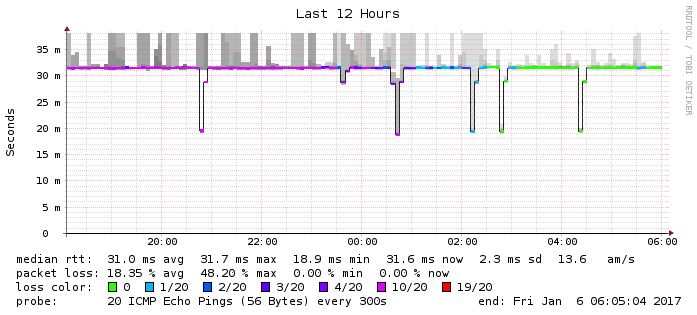 Last 12 Hours
RRDTOOL / TOBI OETIKER
Seconds
35 m
30 m
25 m
20 m
15 m
10 m
5 m
0
20:00 22:00 00:00 02:00 04:00 06:00
median rtt: 31.0 ms avg 31.7 ms max 18.9 ms min 31.6 ms now 2.3 ms sd 13.6 am/s
packet loss: 18.35 % avg 48.20 % max 0.00 % min 0.00 % now
loss color: 0 1/20 2/20 3/20 4/20 10/20 19/20
probe: 20 ICMP Echo Pings (56 Bytes) every 300s end: Fri Jan 6 06:05:04 2017